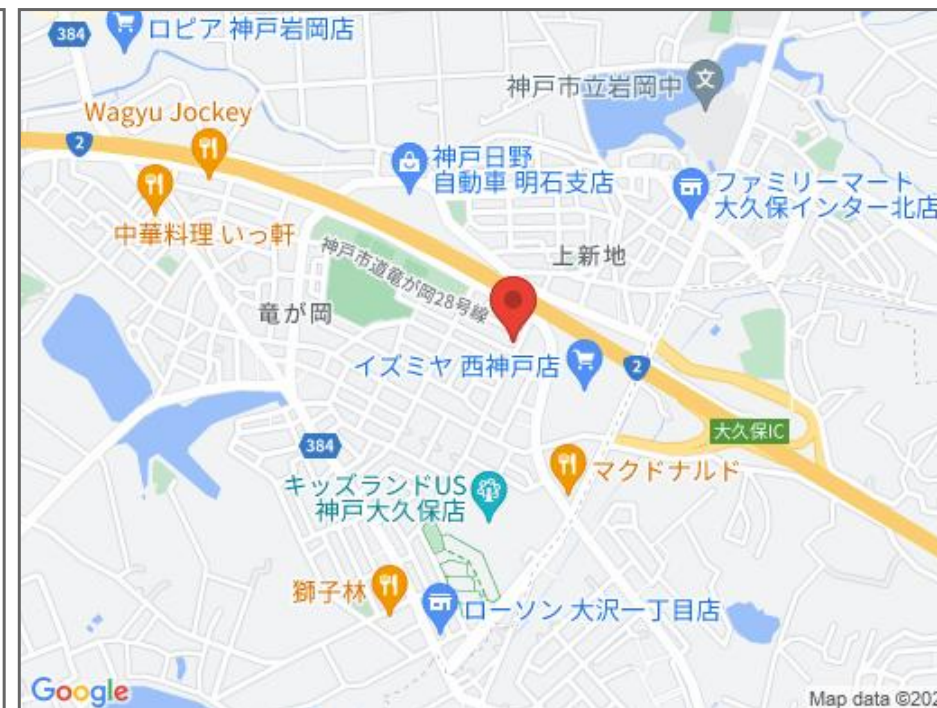 384
ロピア 神戸岩岡店
神戸市立岩岡中
文
Wagyu Jockey
2
神戸日野
自動車 明石支店
ファミリーマート
大久保インター北店
中華料理 いっ軒
上新地
神戸市道竜が岡28号線
竜が岡
イズミヤ 西神戸店
2
大久保IC
384
マクドナルド
キッズランドUS
神戸大久保店
獅子林
ローソン 大沢一丁目店
Google
Map data ©202